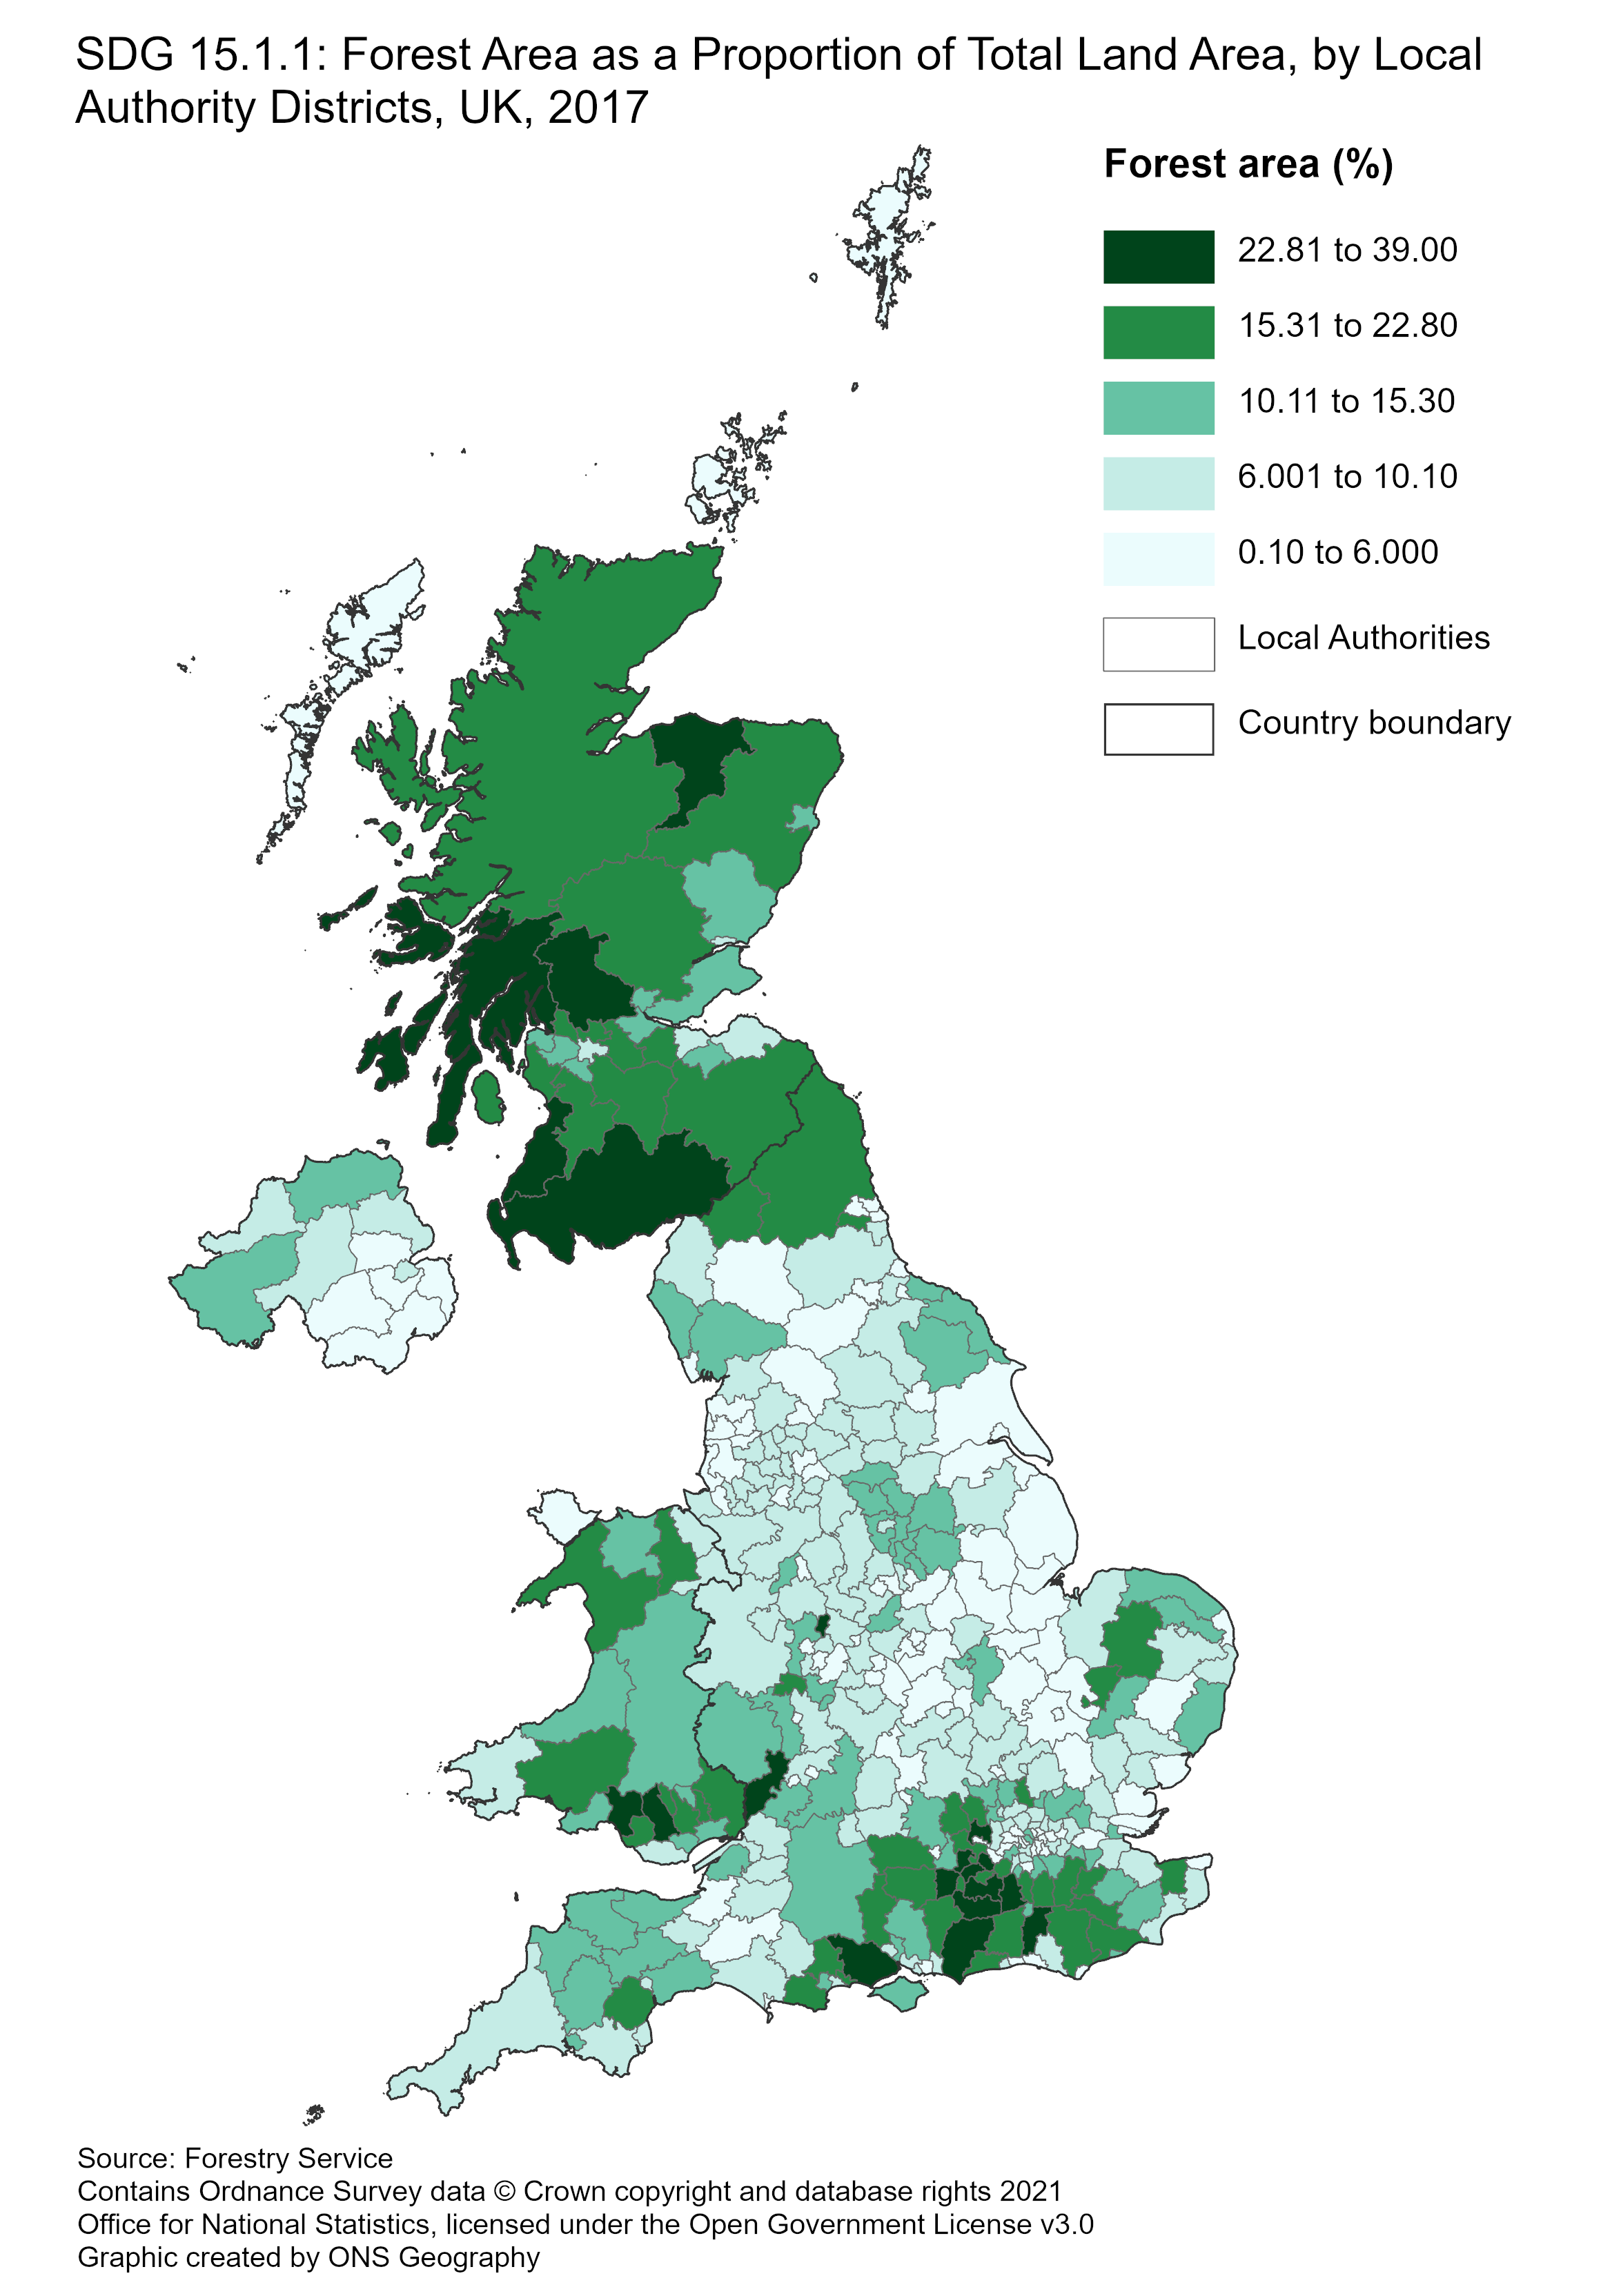 SDG 15.1.1: Forest Area as a Proportion of Total Land Area, by Local
Authority Districts, UK, 2017
Forest area (%)
22.81 to 39.00
15.31 to 22.80
10.11 to 15.30
6.001 to 10.10
0.10 to 6.000
Local Authorities
Country boundary
Source: Forestry Service
Contains Ordnance Survey data © Crown copyright and database rights 2021
Office for National Statistics, licensed under the Open Government License v3.0
Graphic created by ONS Geography